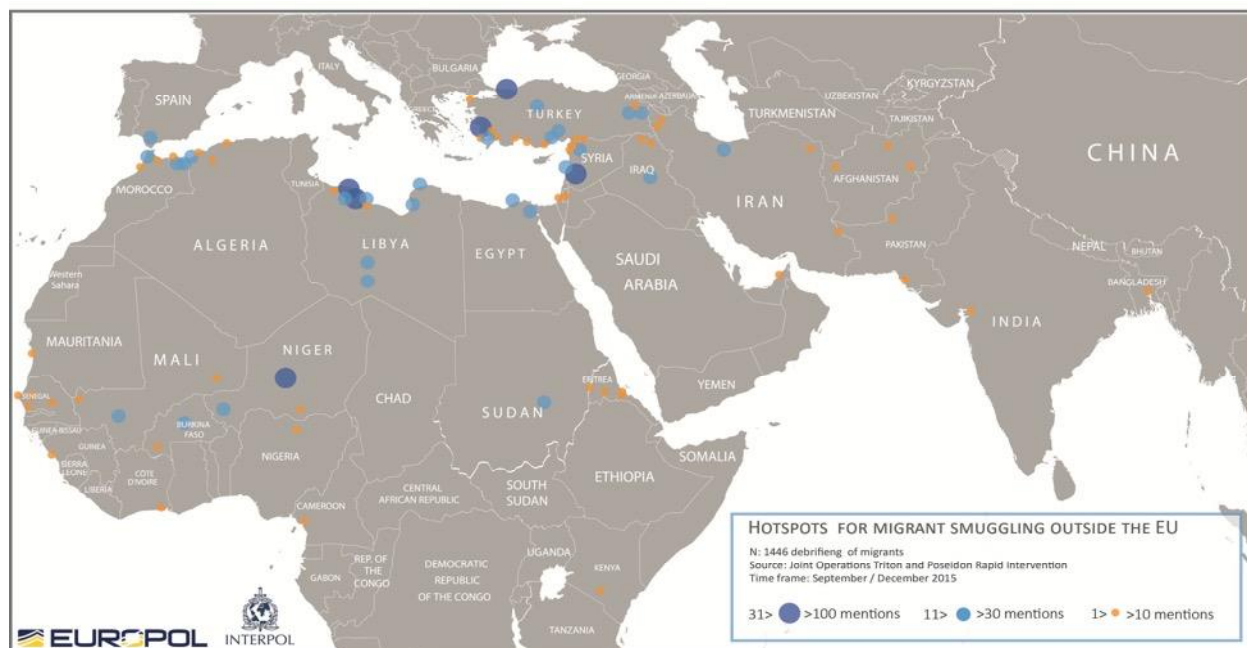 ITALY
BULGARIA
GEORGIA
UZBEKISTAN
KYRGYZSTAN
SPAIN
GREECE
TURKEY
ARMENIA
AZERBAIJAN
TURKMENISTAN
TAJIKISTAN
CHINA
SYRIA
IRAQ
AFGHANISTAN
MOROCCO
TUNISIA
IRAN
ALGERIA
LIBYA
EGYPT
PAKISTAN
NEPAL
BHUTAN
Western
Sahara
SAUDI
ARABIA
BANGLADESH
INDIA
MAURITANIA
MALI
NIGER
ERITREA
YEMEN
SENEGAL
CHAD
SUDAN
GUINEA BISSAU
BURKINA
FASO
GUINEA
NIGERIA
SOMALIA
SIERRA
LEONE
COTE
D'IVOIRE
ETHIOPIA
LIBERIA
CENTRAL
AFRICAN REPUBLIC
SOUTH
SUDAN
CAMEROON
UGANDA
KENYA
GABON
REP. OF
THE
CONGO
DEMOCRATIC
REPUBLIC
OF THE CONGO
TANZANIA
HOTSPOTS FOR MIGRANT SMUGGLING OUTSIDE THE EU
N: 1446 debrifieng of migrants
Source: Joint Operations Triton and Poseidon Rapid Intervention
Time frame: September / December 2015
31> >100 mentions 11> >30 mentions 1> >10 mentions
EUROPOL
INTERPOL